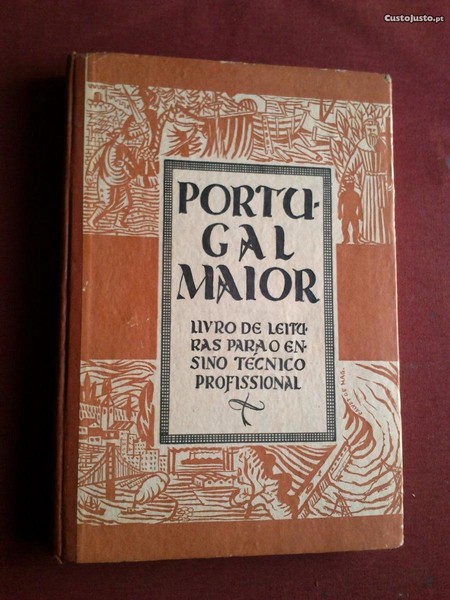 CustoJusto.pt
PORTU-
GAL
MAIOR
LIVRO DE LEITU-
RAS PARA O EN-
SINO TÉCNICO
PROFISSIONAL